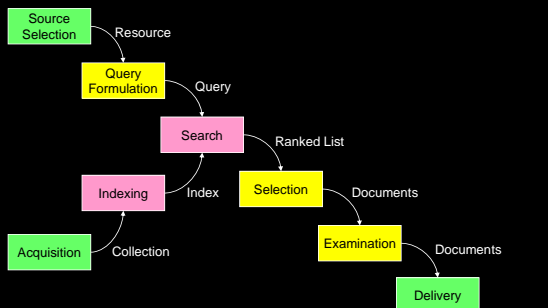 Source
Selection
Resource
Query
Formulation
Query
Search
Ranked List
Indexing
Index
Selection
Documents
Examination
Acquisition
Collection
Documents
Delivery